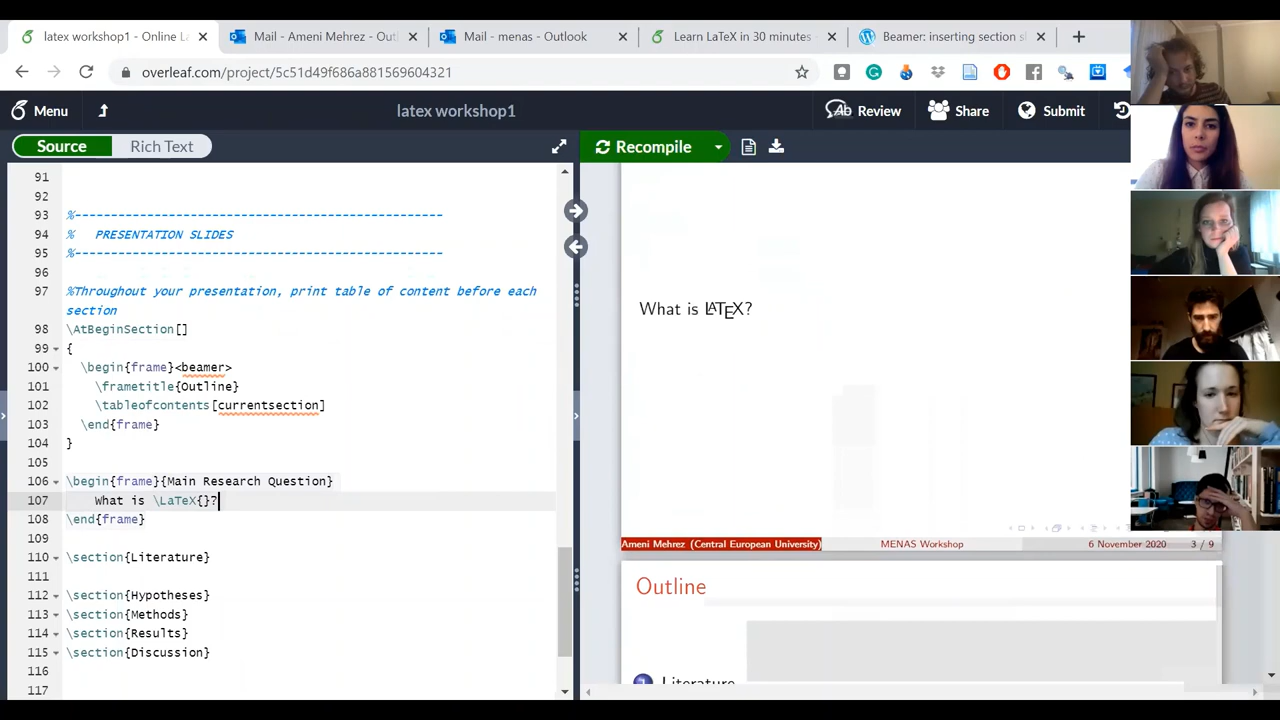 latex workshop1 - Online L
Mail - Ameni Mehrez - Out
Mail - menas - Outlook
Learn LaTeX in 30 minutes -
Beamer: inserting section s
overleaf.com/project/5c51d49f686a8815d9604321
Menu
latex workshop1
Review
Share
Submit
Source
Rich Text
Recompile
91
92
93 %---------------------------------------------------
94 % PRESENTATION SLIDES
95 %---------------------------------------------------
96
97 %Throughout your presentation, print table of content before each
section
98 \AtBeginSection[]
99 {
100 \begin{frame}<beamer>
101 \frametitle{Outline}
102 \tableofcontents[currentsection]
103 \end{frame}
104 }
105
106 \begin{frame}{Main Research Question}
107 What is \LaTeX{}?
108 \end{frame}
109
110 \section{Literature}
111
112 \section{Hypotheses}
113 \section{Methods}
114 \section{Results}
115 \section{Discussion}
116
117
What is LATEX?
Ameni Mehrez (Central European University) MENAS Workshop 6 November 2020 3 / 9
Outline
1 Literature